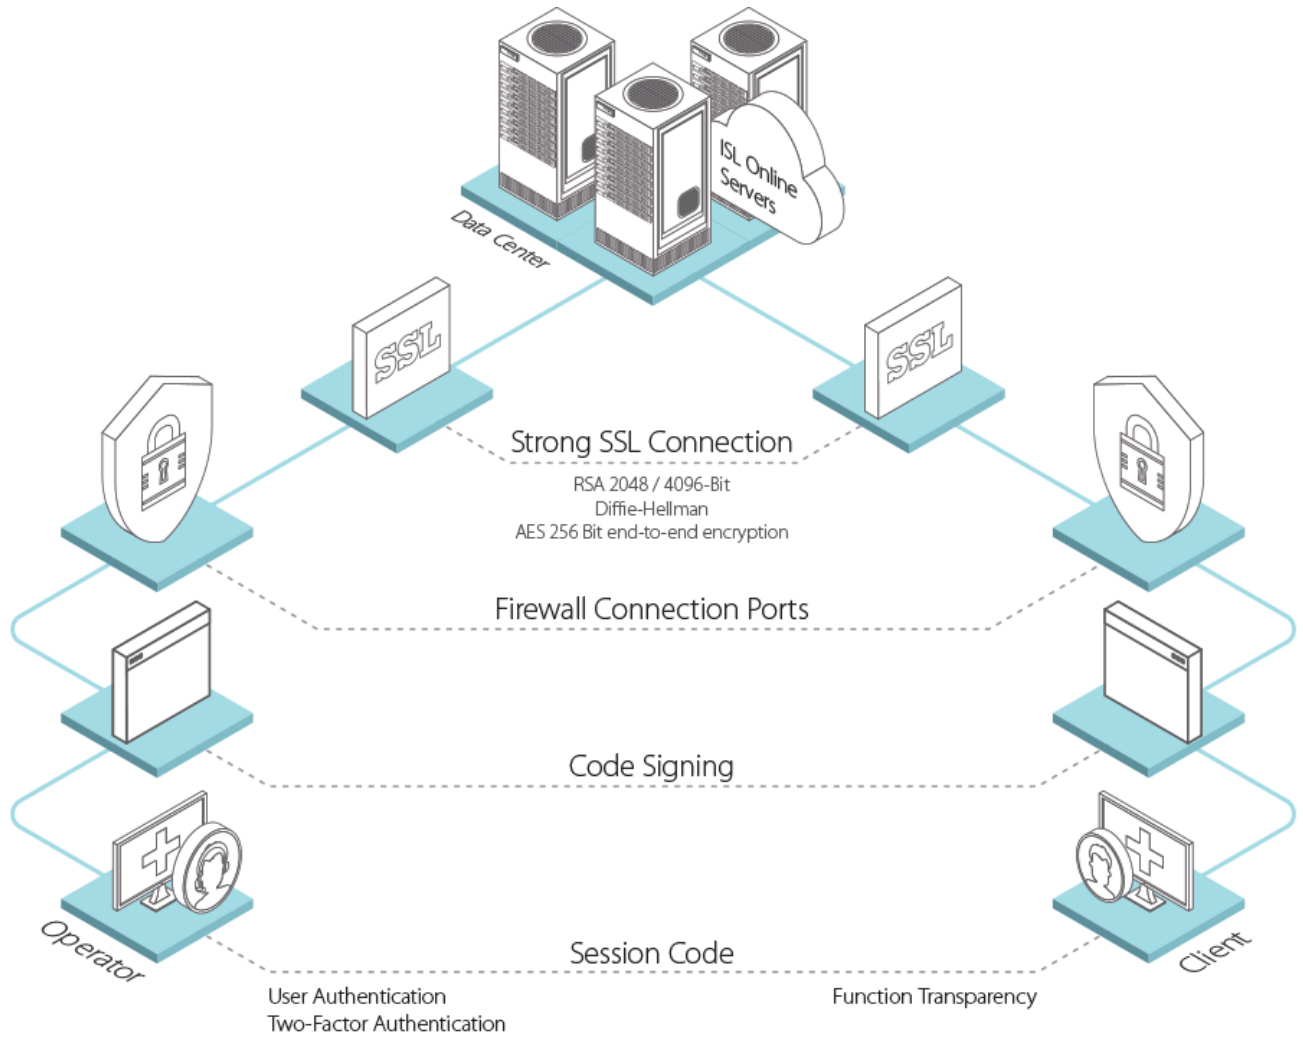 ISL Online
Servers
Data Center
SSL
SSL
Strong SSL Connection
RSA 2048 / 4096-Bit
Diffie-Hellman
AES 256 Bit end-to-end encryption
Firewall Connection Ports
Code Signing
Operator
Client
Session Code
User Authentication
Two-Factor Authentication
Function Transparency